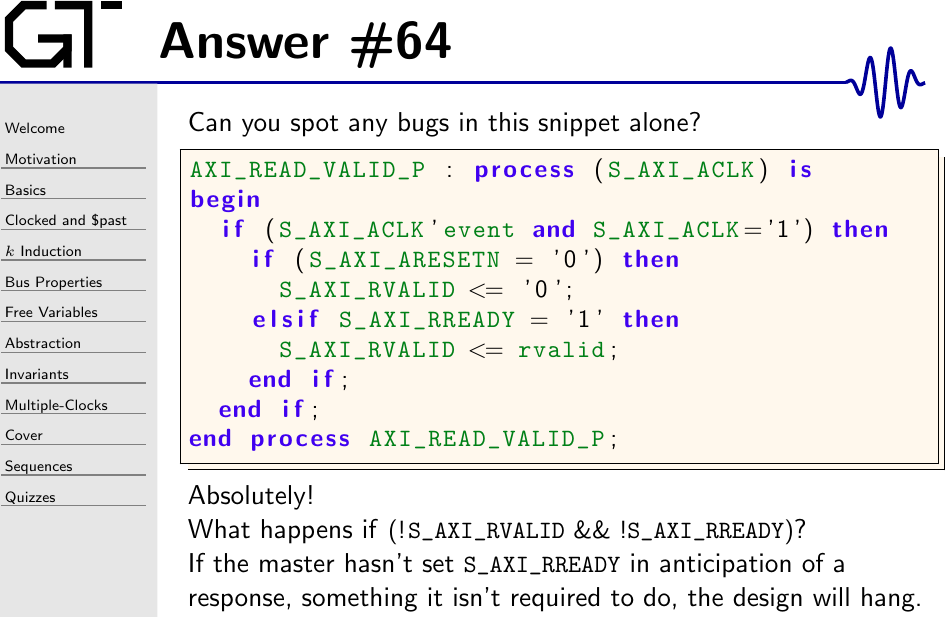 GT
Answer #64
Welcome
Motivation
Basics
Clocked and $past
k Induction
Bus Properties
Free Variables
Abstraction
Invariants
Multiple-Clocks
Cover
Sequences
Quizzes
Can you spot any bugs in this snippet alone?
AXI_READ_VALID_P : process (S_AXI_ACLK) is
begin
if (S_AXI_ACLK'event and S_AXI_ACLK='1') then
if (S_AXI_ARESETN = '0') then
S_AXI_RVALID <= '0';
elsif S_AXI_RREADY = '1' then
S_AXI_RVALID <= rvalid;
end if;
end if;
end process AXI_READ_VALID_P;
Absolutely!
What happens if (!S_AXI_RVALID && !S_AXI_RREADY)?
If the master hasn't set S_AXI_RREADY in anticipation of a
response, something it isn't required to do, the design will hang.